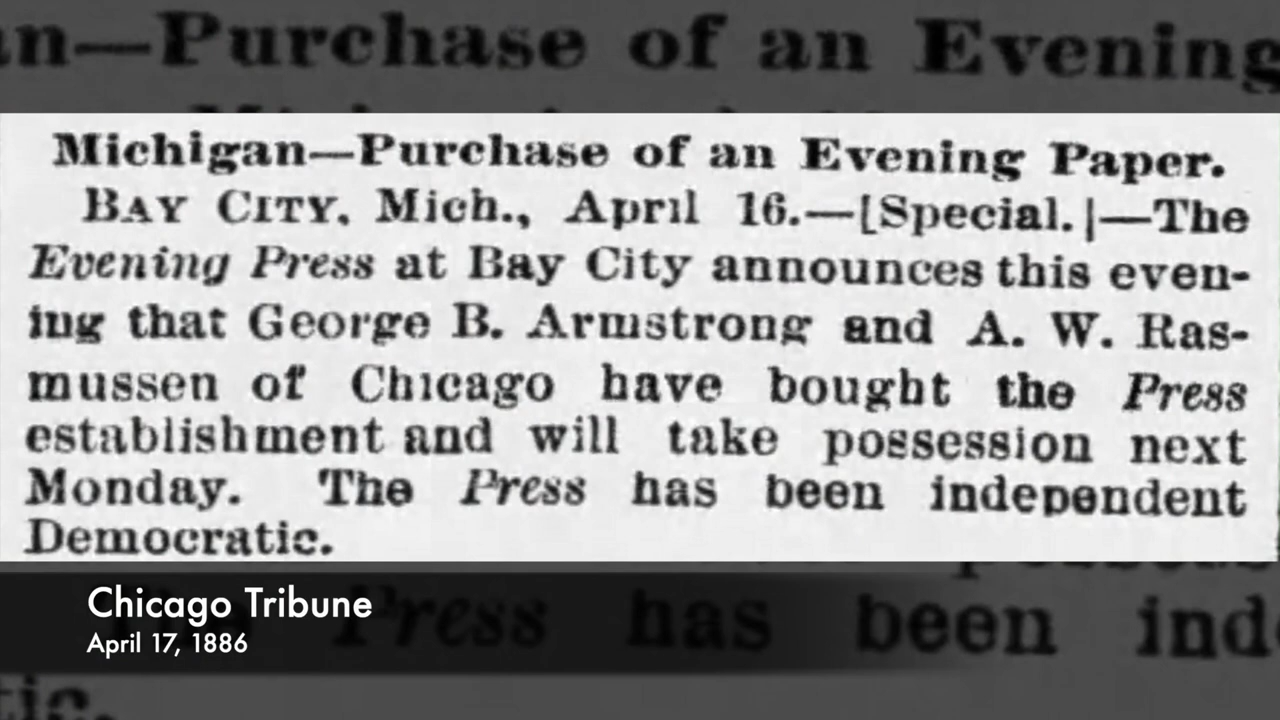 an—Purchase of an Evening
Michigan—Purchase of an Evening Paper.
BAY CITY, Mich., April 16.—[Special.]—The
Evening Press at Bay City announces this even-
ing that George B. Armstrong and A. W. Ras-
mussen of Chicago have bought the Press
establishment and will take possession next
Monday. The Press has been independent
Democratic.
Chicago Tribune
April 17, 1886
Press has been ind
tic.